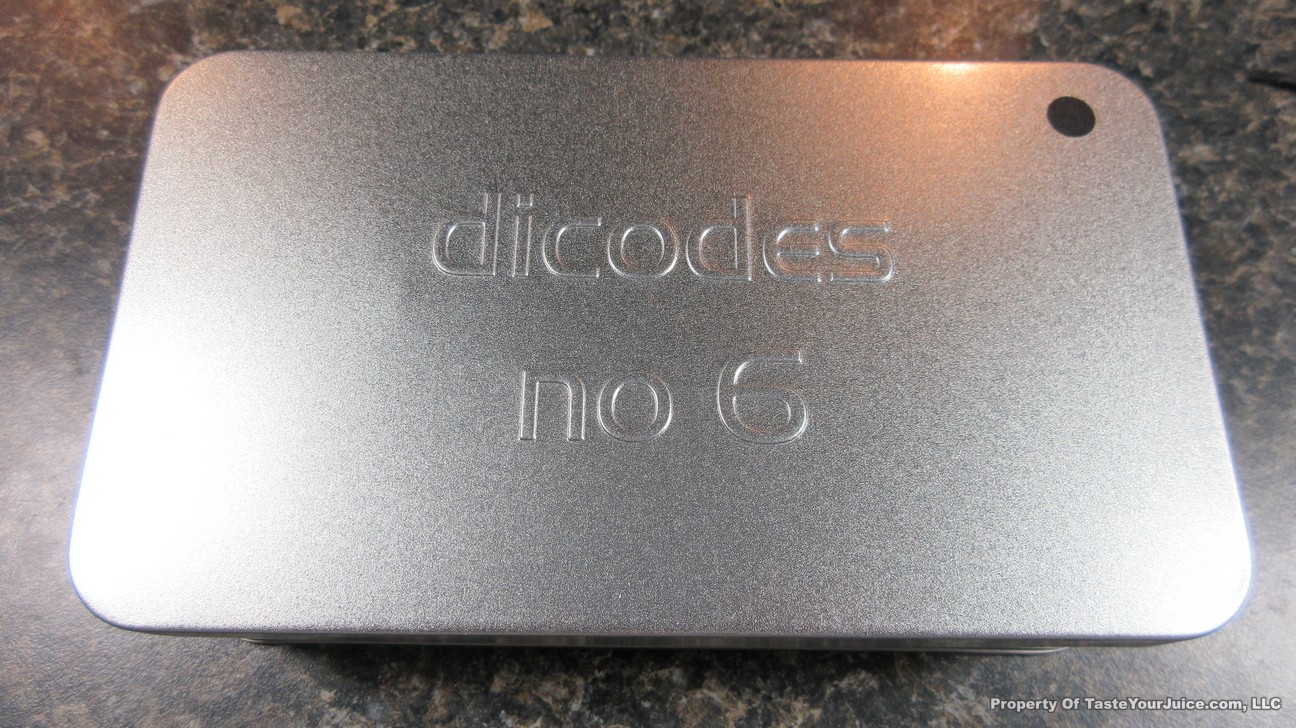 dicodes
no 6
Property Of TasteYourJuice.com, LLC